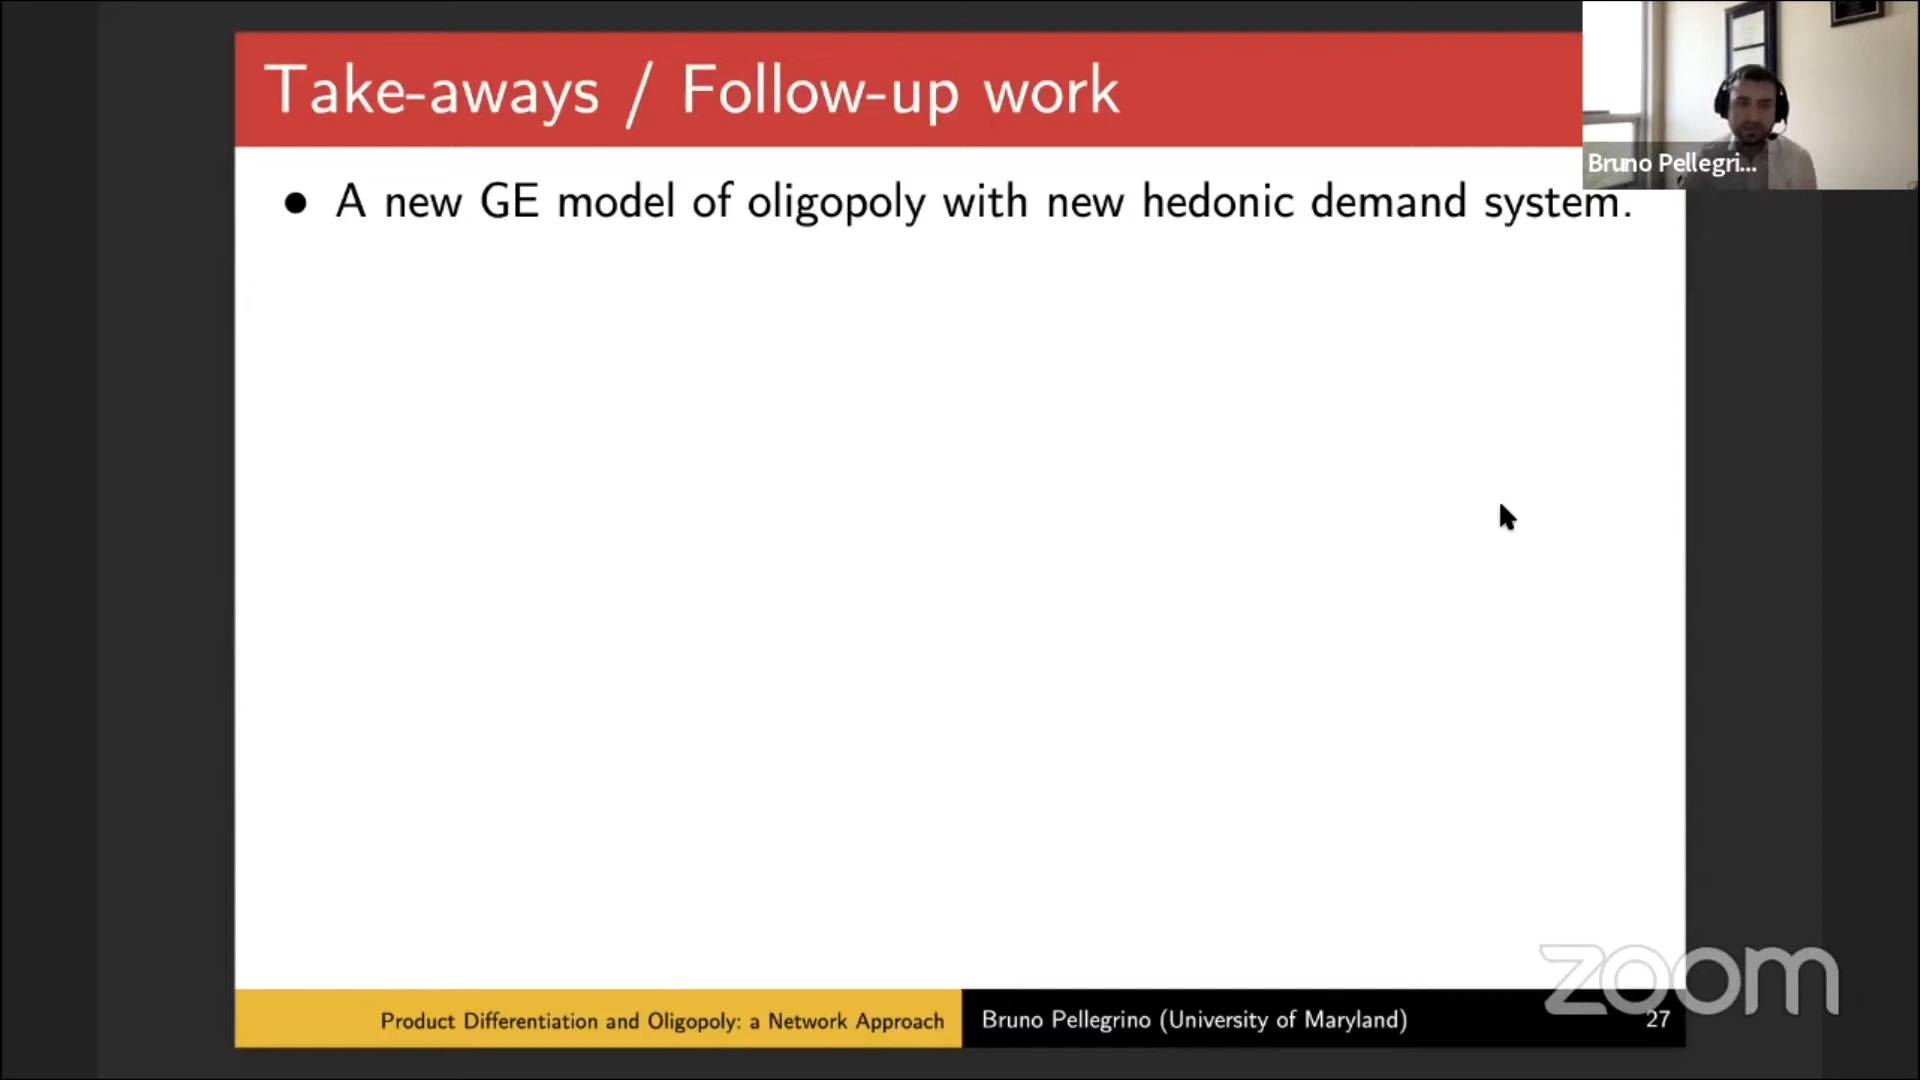 Take-aways / Follow-up work
Bruno Pellegri...
● A new GE model of oligopoly with new hedonic demand system.
zoom
Product Differentiation and Oligopoly: a Network Approach
Bruno Pellegrino (University of Maryland)
27